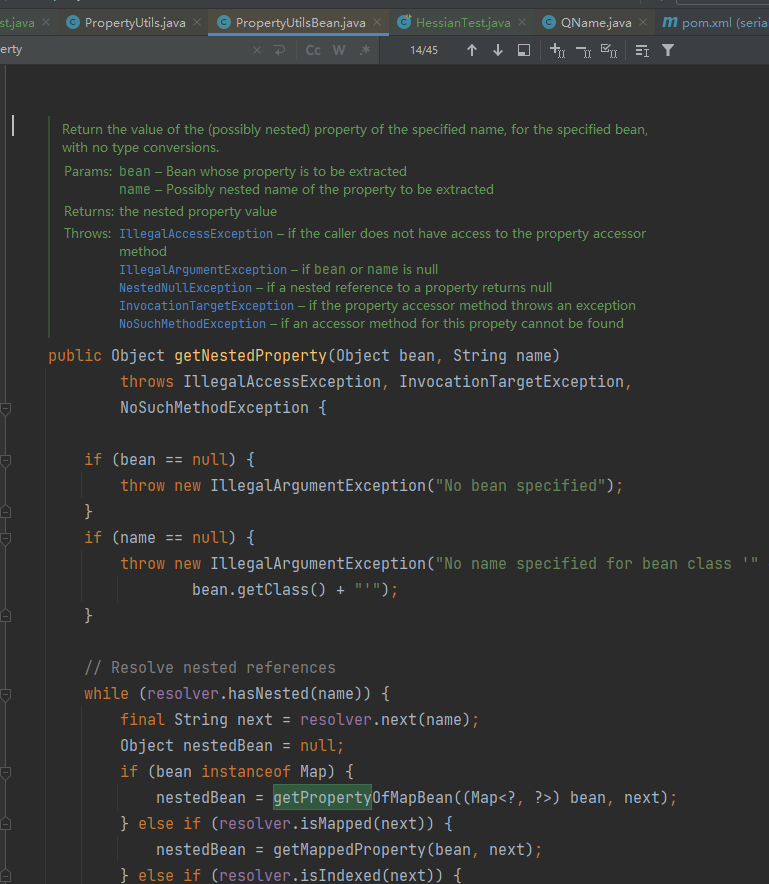 st.java × PropertyUtils.java × PropertyUtilsBean.java × HessianTest.java × QName.java × pom.xml (seria
erty × Cc W .* 14/45
Return the value of the (possibly nested) property of the specified name, for the specified bean,
with no type conversions.
Params: bean – Bean whose property is to be extracted
name – Possibly nested name of the property to be extracted
Returns: the nested property value
Throws: IllegalAccessException – if the caller does not have access to the property accessor
method
IllegalArgumentException – if bean or name is null
NestedNullException – if a nested reference to a property returns null
InvocationTargetException – if the property accessor method throws an exception
NoSuchMethodException – if an accessor method for this propety cannot be found
public Object getNestedProperty(Object bean, String name)
throws IllegalAccessException, InvocationTargetException,
NoSuchMethodException {
if (bean == null) {
throw new IllegalArgumentException("No bean specified");
}
if (name == null) {
throw new IllegalArgumentException("No name specified for bean class '"
bean.getClass() + "'");
}
// Resolve nested references
while (resolver.hasNested(name)) {
final String next = resolver.next(name);
Object nestedBean = null;
if (bean instanceof Map) {
nestedBean = getPropertyOfMapBean((Map<?, ?>) bean, next);
} else if (resolver.isMapped(next)) {
nestedBean = getMappedProperty(bean, next);
} else if (resolver.isIndexed(next)) {